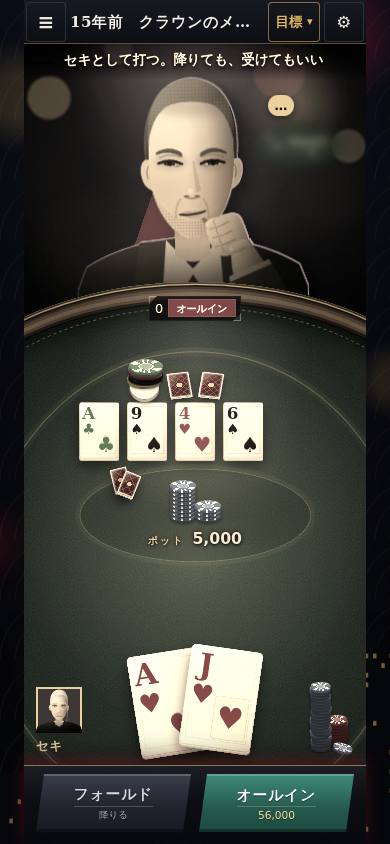 15年前 クラウンのメ…
目標 ▾
セキとして打つ。降りても、受けてもいい
…
0 オールイン
A
9
4
6
ポット 5,000
A
J
セキ
フォールド
降りる
オールイン
56,000